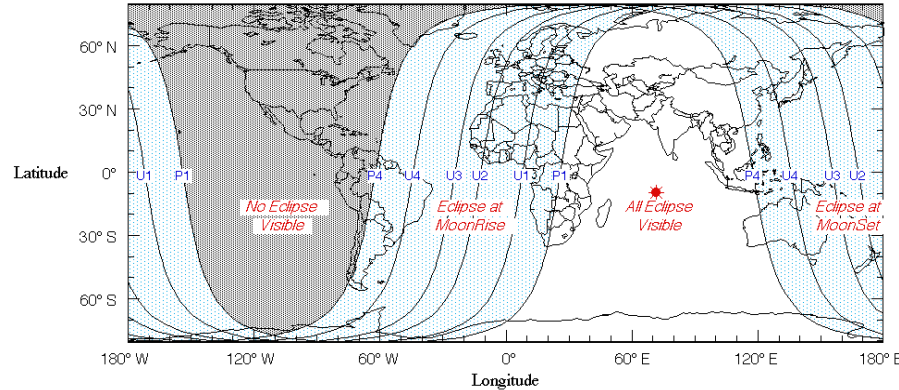 60° N
30° N
Latitude
0°
30° S
60° S
U1 P1 P4 U4 U3 U2 U1 P1 P4 U4 U3 U2
No Eclipse
Visible
Eclipse at
MoonRise
All Eclipse
Visible
Eclipse at
MoonSet
180° W 120° W 60° W 0° 60° E 120° E 180° E
Longitude